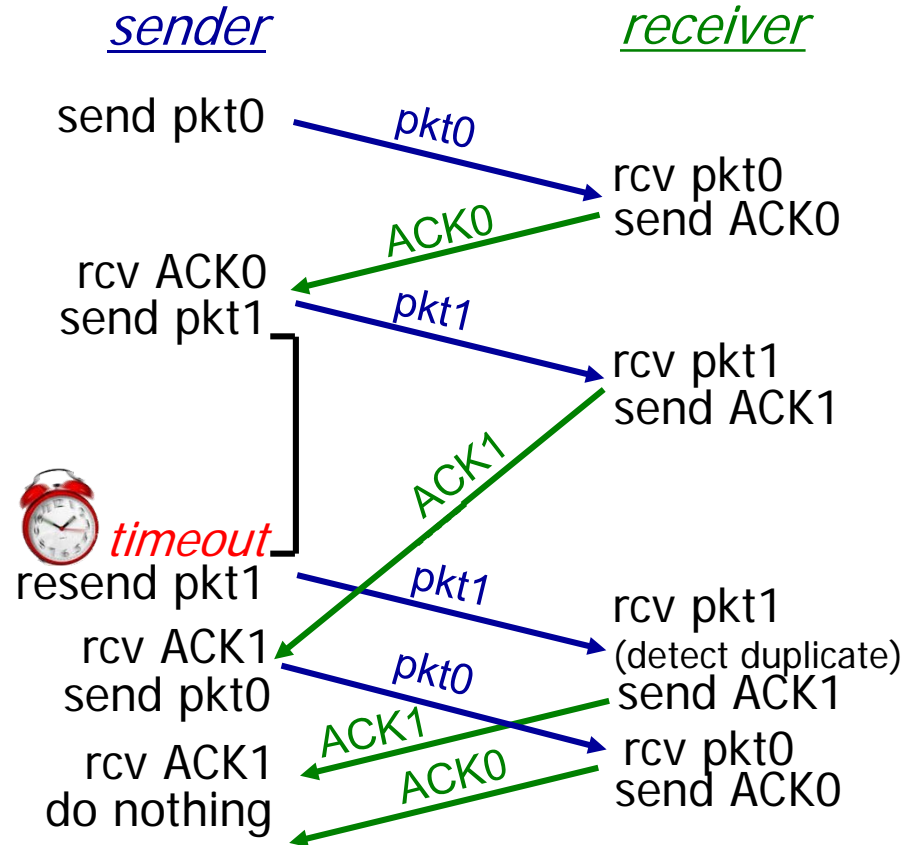 sender
receiver
send pkt0
pkt0
rcv pkt0
send ACK0
ACK0
rcv ACK0
send pkt1
pkt1
rcv pkt1
send ACK1
ACK1
timeout
resend pkt1
pkt1
rcv pkt1
(detect duplicate)
send ACK1
rcv ACK1
send pkt0
pkt0
ACK1
rcv pkt0
send ACK0
rcv ACK1
do nothing
ACK0